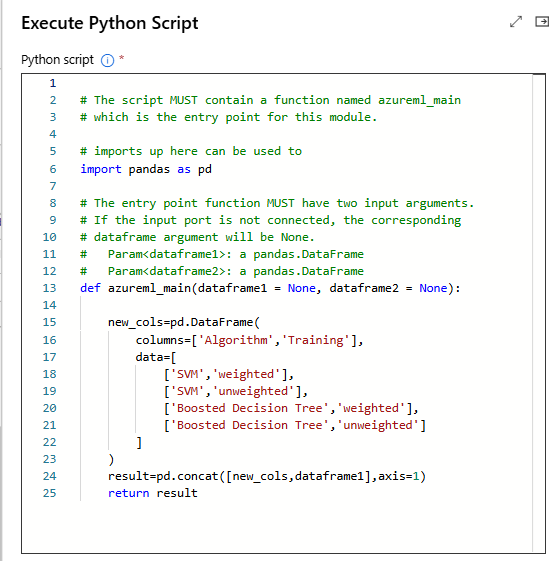 Execute Python Script
Python script ⓘ *
1
2 # The script MUST contain a function named azureml_main
3 # which is the entry point for this module.
4
5 # imports up here can be used to
6 import pandas as pd
7
8 # The entry point function MUST have two input arguments.
9 # If the input port is not connected, the corresponding
10 # dataframe argument will be None.
11 #   Param<dataframe1>: a pandas.DataFrame
12 #   Param<dataframe2>: a pandas.DataFrame
13 def azureml_main(dataframe1 = None, dataframe2 = None):
14
15     new_cols=pd.DataFrame(
16         columns=['Algorithm','Training'],
17         data=[
18             ['SVM','weighted'],
19             ['SVM','unweighted'],
20             ['Boosted Decision Tree','weighted'],
21             ['Boosted Decision Tree','unweighted']
22         ]
23     )
24     result=pd.concat([new_cols,dataframe1],axis=1)
25     return result